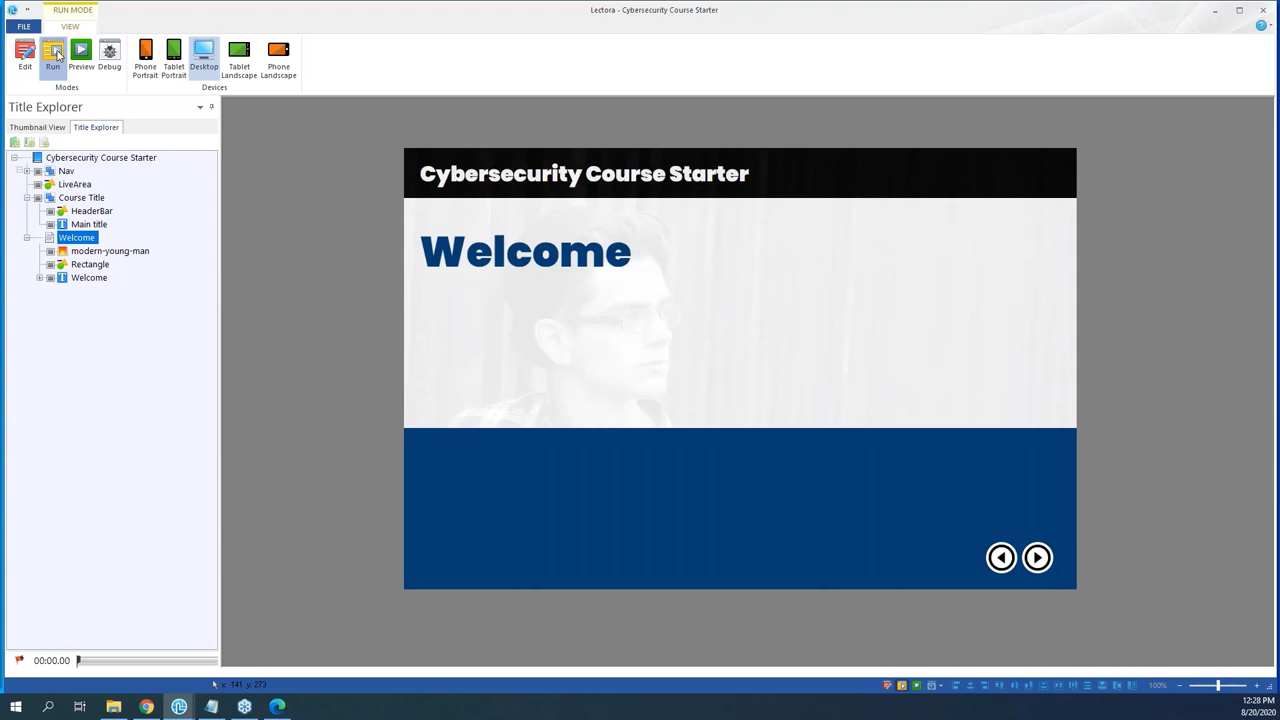 RUN MODE
Lectora - Cybersecurity Course Starter
FILE
VIEW
Edit
Run
Preview
Debug
Phone Portrait
Tablet Portrait
Desktop
Tablet Landscape
Phone Landscape
Modes
Devices
Title Explorer
Thumbnail View
Title Explorer
Cybersecurity Course Starter
Nav
LiveArea
Course Title
HeaderBar
Main title
Welcome
modern-young-man
Rectangle
Welcome
Cybersecurity Course Starter
Welcome
00:00.00
x: -141 y: 273
100%
12:28 PM
8/20/2020